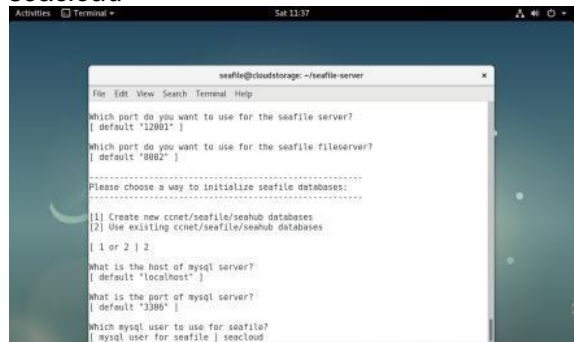 Activities Terminal Sat 11:37
seafile@cloudstorage: ~/seafile-server
File Edit View Search Terminal Help
Which port do you want to use for the seafile server?
[ default "12001" ]
Which port do you want to use for the seafile fileserver?
[ default "8082" ]
-------------------------------------------------------
Please choose a way to initialize seafile databases:
-------------------------------------------------------
[1] Create new ccnet/seafile/seahub databases
[2] Use existing ccnet/seafile/seahub databases
[ 1 or 2 ] 2
What is the host of mysql server?
[ default "localhost" ]
What is the port of mysql server?
[ default "3306" ]
Which mysql user to use for seafile?
[ mysql user for seafile ] seacloud